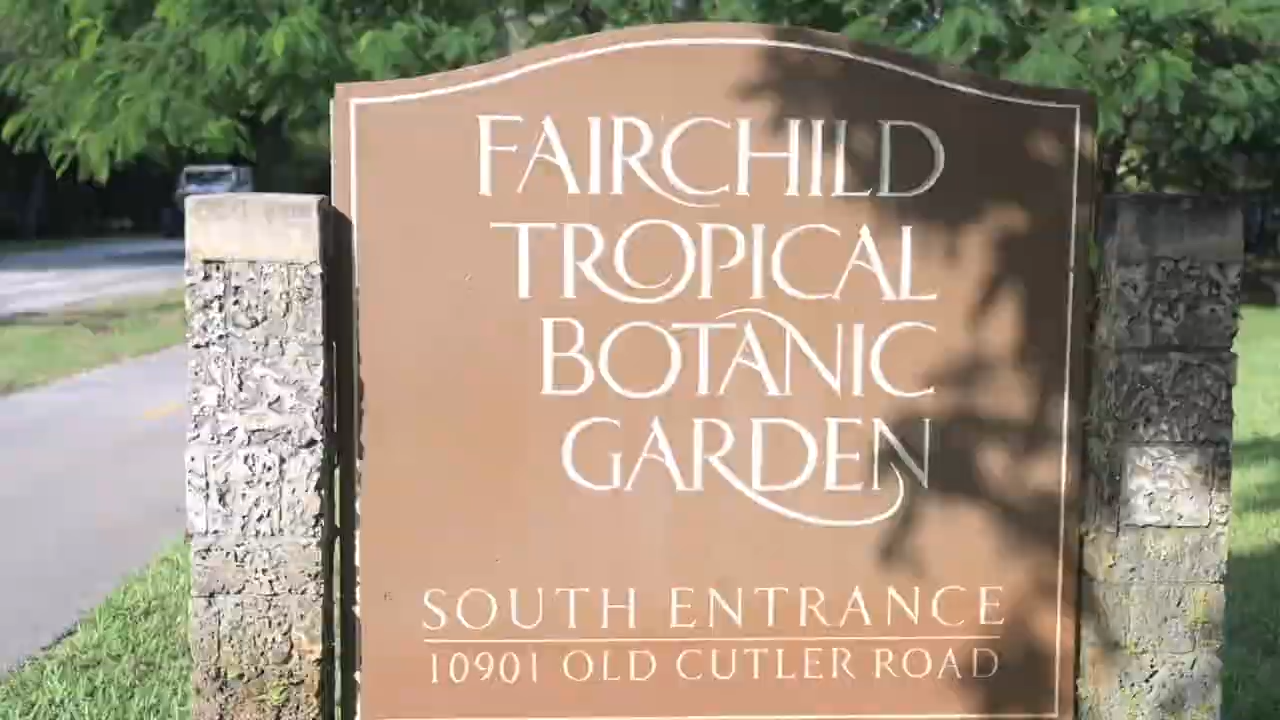 FAIRCHILD
TROPICAL
BOTANIC
GARDEN
SOUTH ENTRANCE
10901 OLD CUTLER ROAD